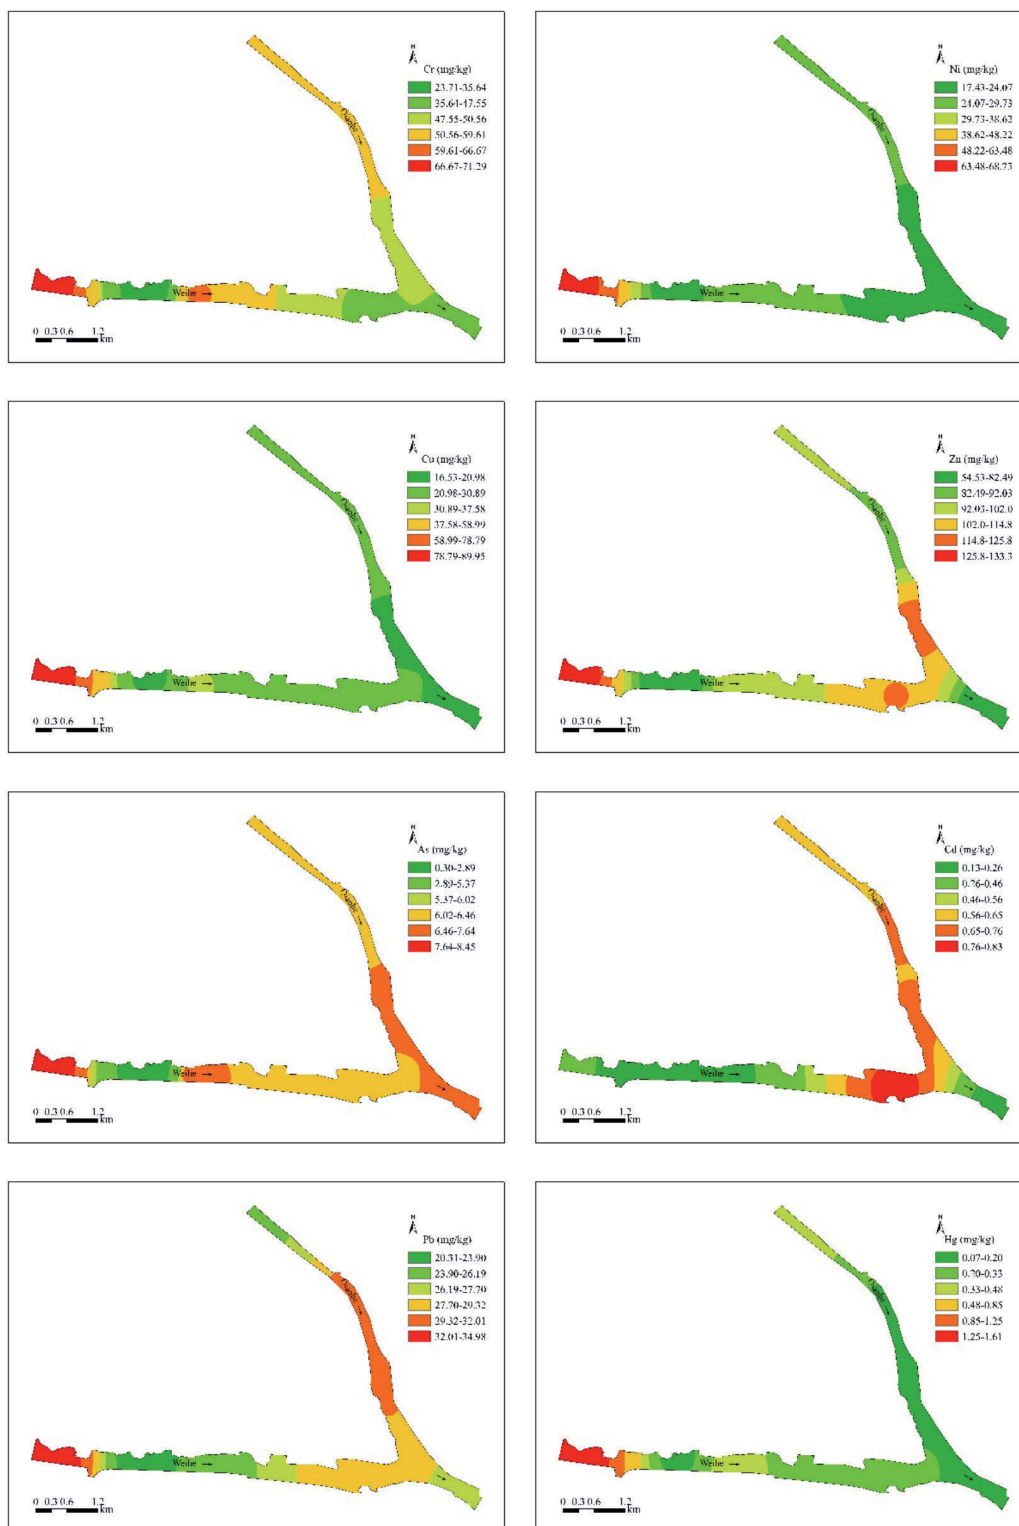 N
Cr (mg/kg)
23.71-35.64
35.64-47.55
47.55-50.56
50.56-59.61
59.61-66.67
66.67-71.29
Qianhe
Weihe
0 0.3 0.6 1.2
km
N
Ni (mg/kg)
17.43-24.07
24.07-29.73
29.73-38.62
38.62-48.22
48.22-63.48
63.48-68.73
Qianhe
Weihe
0 0.3 0.6 1.2
km
N
Cu (mg/kg)
16.53-20.98
20.98-30.89
30.89-37.58
37.58-58.99
58.99-78.79
78.79-89.95
Qianhe
Weihe
0 0.3 0.6 1.2
km
N
Zn (mg/kg)
54.53-82.49
82.49-92.03
92.03-102.0
102.0-114.8
114.8-125.8
125.8-133.3
Qianhe
Weihe
0 0.3 0.6 1.2
km
N
As (mg/kg)
0.30-2.89
2.89-5.37
5.37-6.02
6.02-6.46
6.46-7.64
7.64-8.45
Qianhe
Weihe
0 0.3 0.6 1.2
km
N
Cd (mg/kg)
0.13-0.26
0.26-0.46
0.46-0.56
0.56-0.65
0.65-0.76
0.76-0.83
Qianhe
Weihe
0 0.3 0.6 1.2
km
N
Pb (mg/kg)
20.31-23.90
23.90-26.19
26.19-27.70
27.70-29.32
29.32-32.01
32.01-34.98
Qianhe
Weihe
0 0.3 0.6 1.2
km
N
Hg (mg/kg)
0.07-0.20
0.20-0.33
0.33-0.48
0.48-0.85
0.85-1.25
1.25-1.61
Qianhe
Weihe
0 0.3 0.6 1.2
km